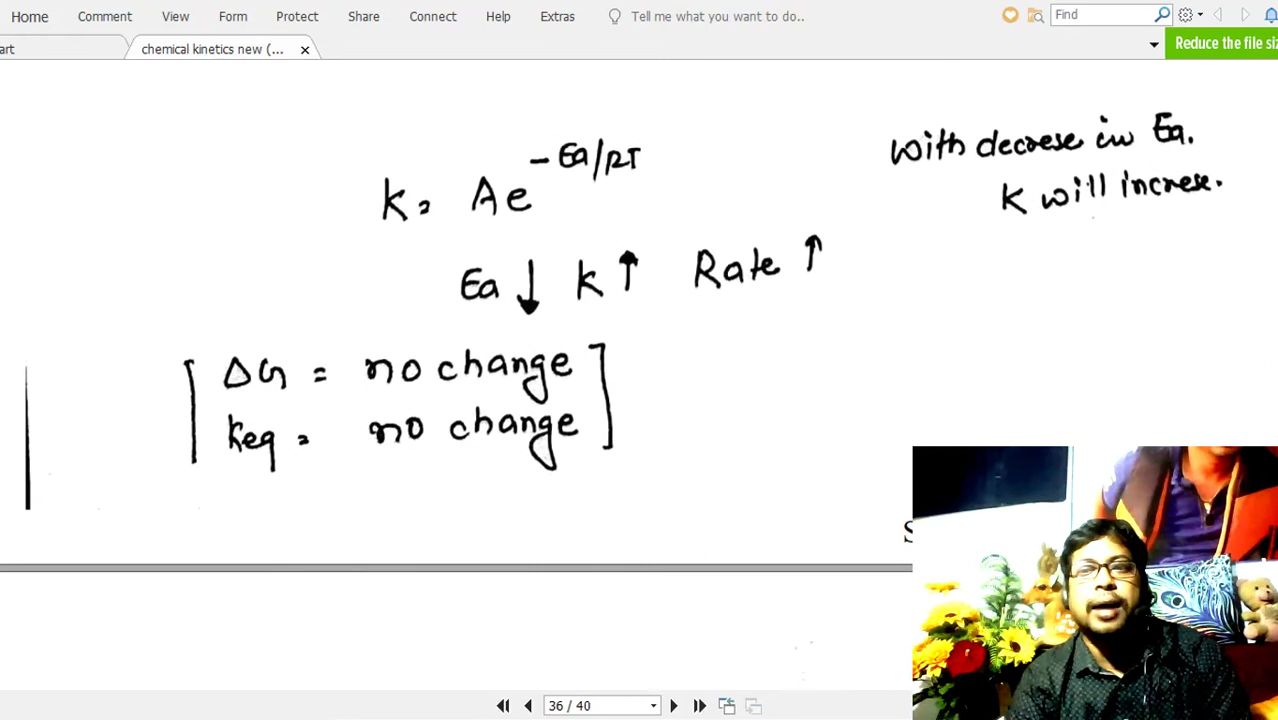 Home Comment View Form Protect Share Connect Help Extras Tell me what you want to do.. Find
art chemical kinetics new (... × Reduce the file siz
k = Ae^-Ea/RT
with decrese in Ea.
K will increse.
Ea ↓ k ↑ Rate ↑
ΔG = no change
Keq = no change
S
36 / 40